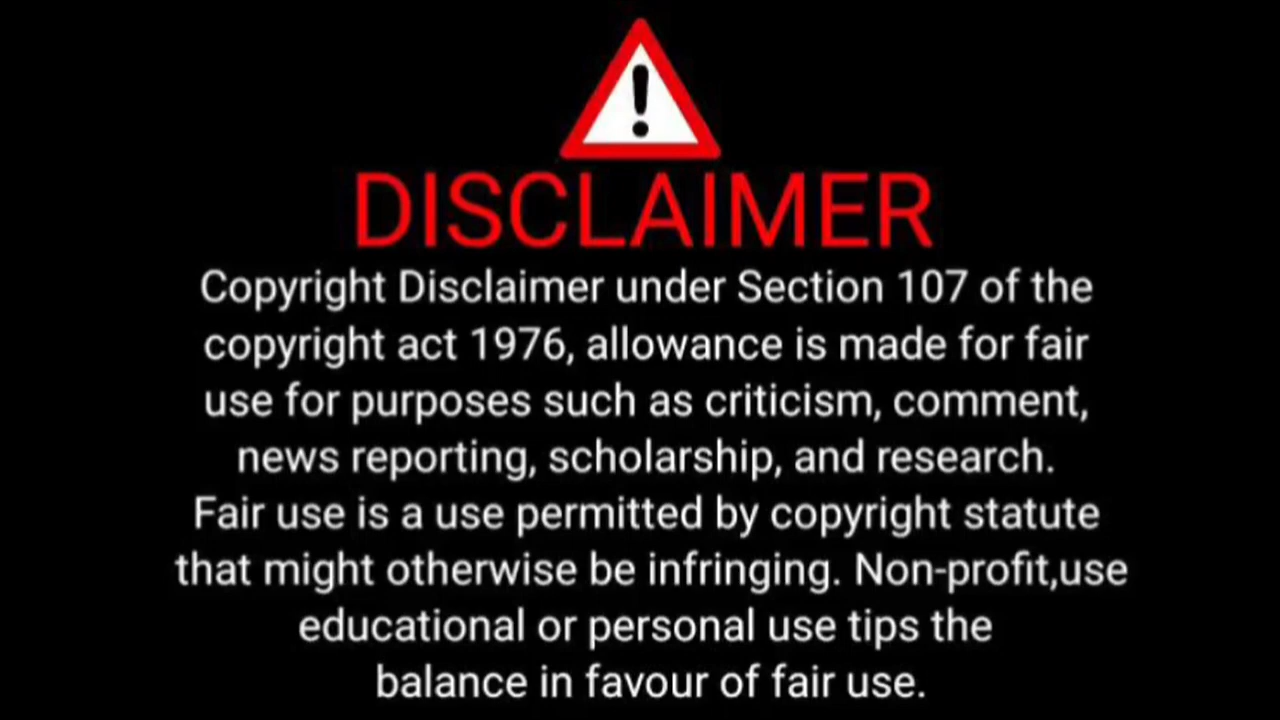 DISCLAIMER
Copyright Disclaimer under Section 107 of the
copyright act 1976, allowance is made for fair
use for purposes such as criticism, comment,
news reporting, scholarship, and research.
Fair use is a use permitted by copyright statute
that might otherwise be infringing. Non-profit,use
educational or personal use tips the
balance in favour of fair use.